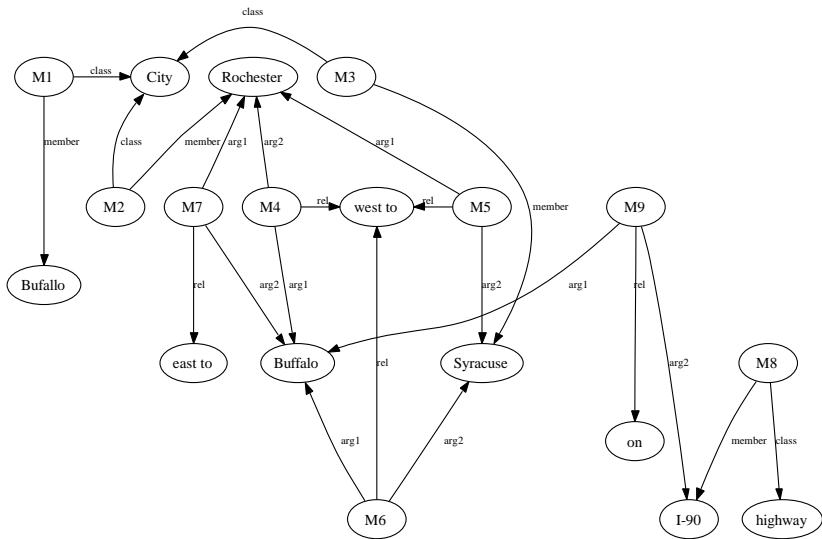 class
M1
class
City
Rochester
M3
member
class
member
arg1
arg2
arg1
M2
M7
M4
rel
west to
rel
M5
member
M9
Bufallo
rel
arg2
arg1
arg2
arg1
rel
east to
Buffalo
rel
Syracuse
arg2
M8
arg1
arg2
on
member
class
M6
I-90
highway